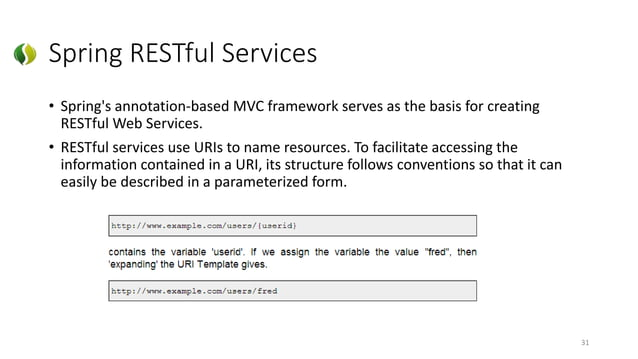 Spring RESTful Services
• Spring's annotation-based MVC framework serves as the basis for creating
RESTful Web Services.
• RESTful services use URIs to name resources. To facilitate accessing the
information contained in a URI, its structure follows conventions so that it can
easily be described in a parameterized form.
http://www.example.com/users/{userid}
contains the variable 'userid'. If we assign the variable the value "fred", then
'expanding' the URI Template gives.
http://www.example.com/users/fred
31